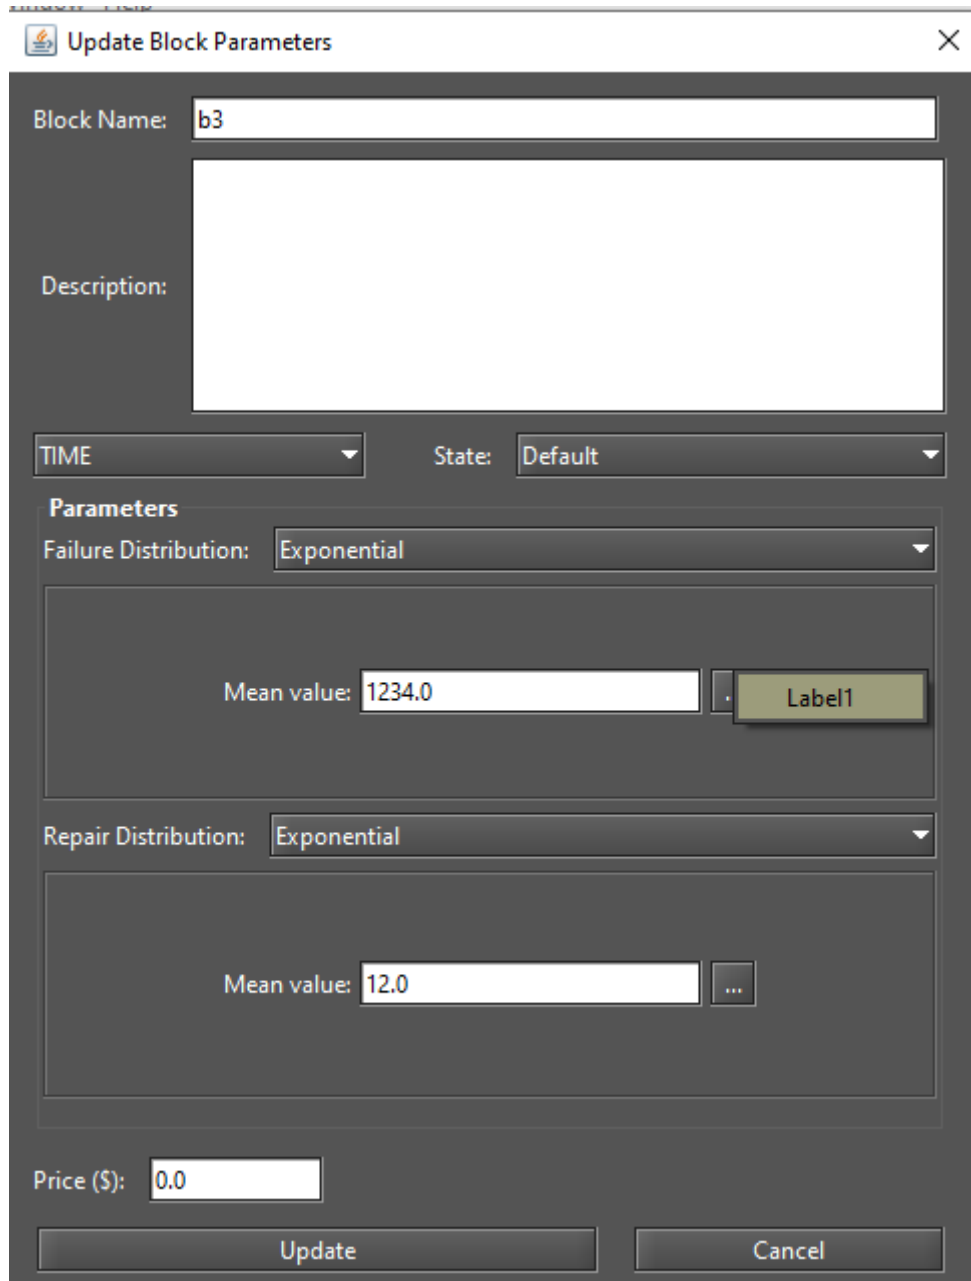 Update Block Parameters
Block Name: b3
Description:
TIME State: Default
Parameters
Failure Distribution: Exponential
Mean value: 1234.0 Label1
Repair Distribution: Exponential
Mean value: 12.0 ...
Price ($): 0.0
Update Cancel